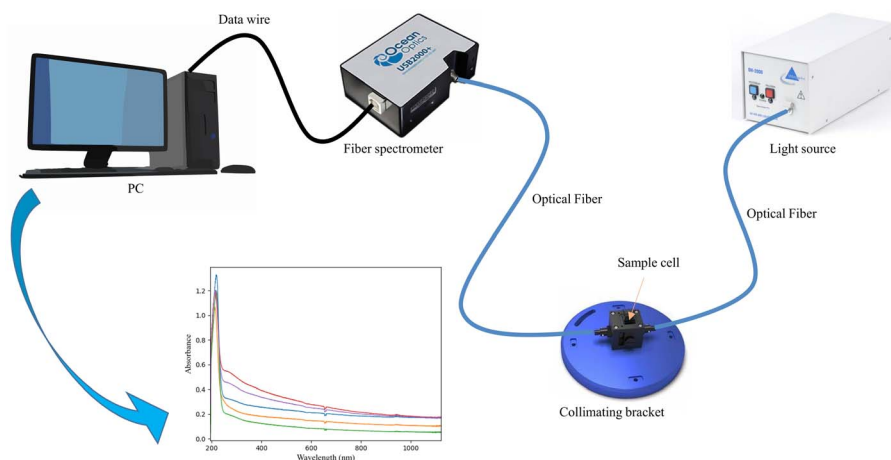 Data wire
Ocean
Optics
USB2000+
Fiber spectrometer
Light source
PC
Optical Fiber
Optical Fiber
Sample cell
Collimating bracket
1.2
1.0
0.8
0.6
0.4
0.2
0.0
Absorbance
200
400
600
800
1000
Wavelength (nm)